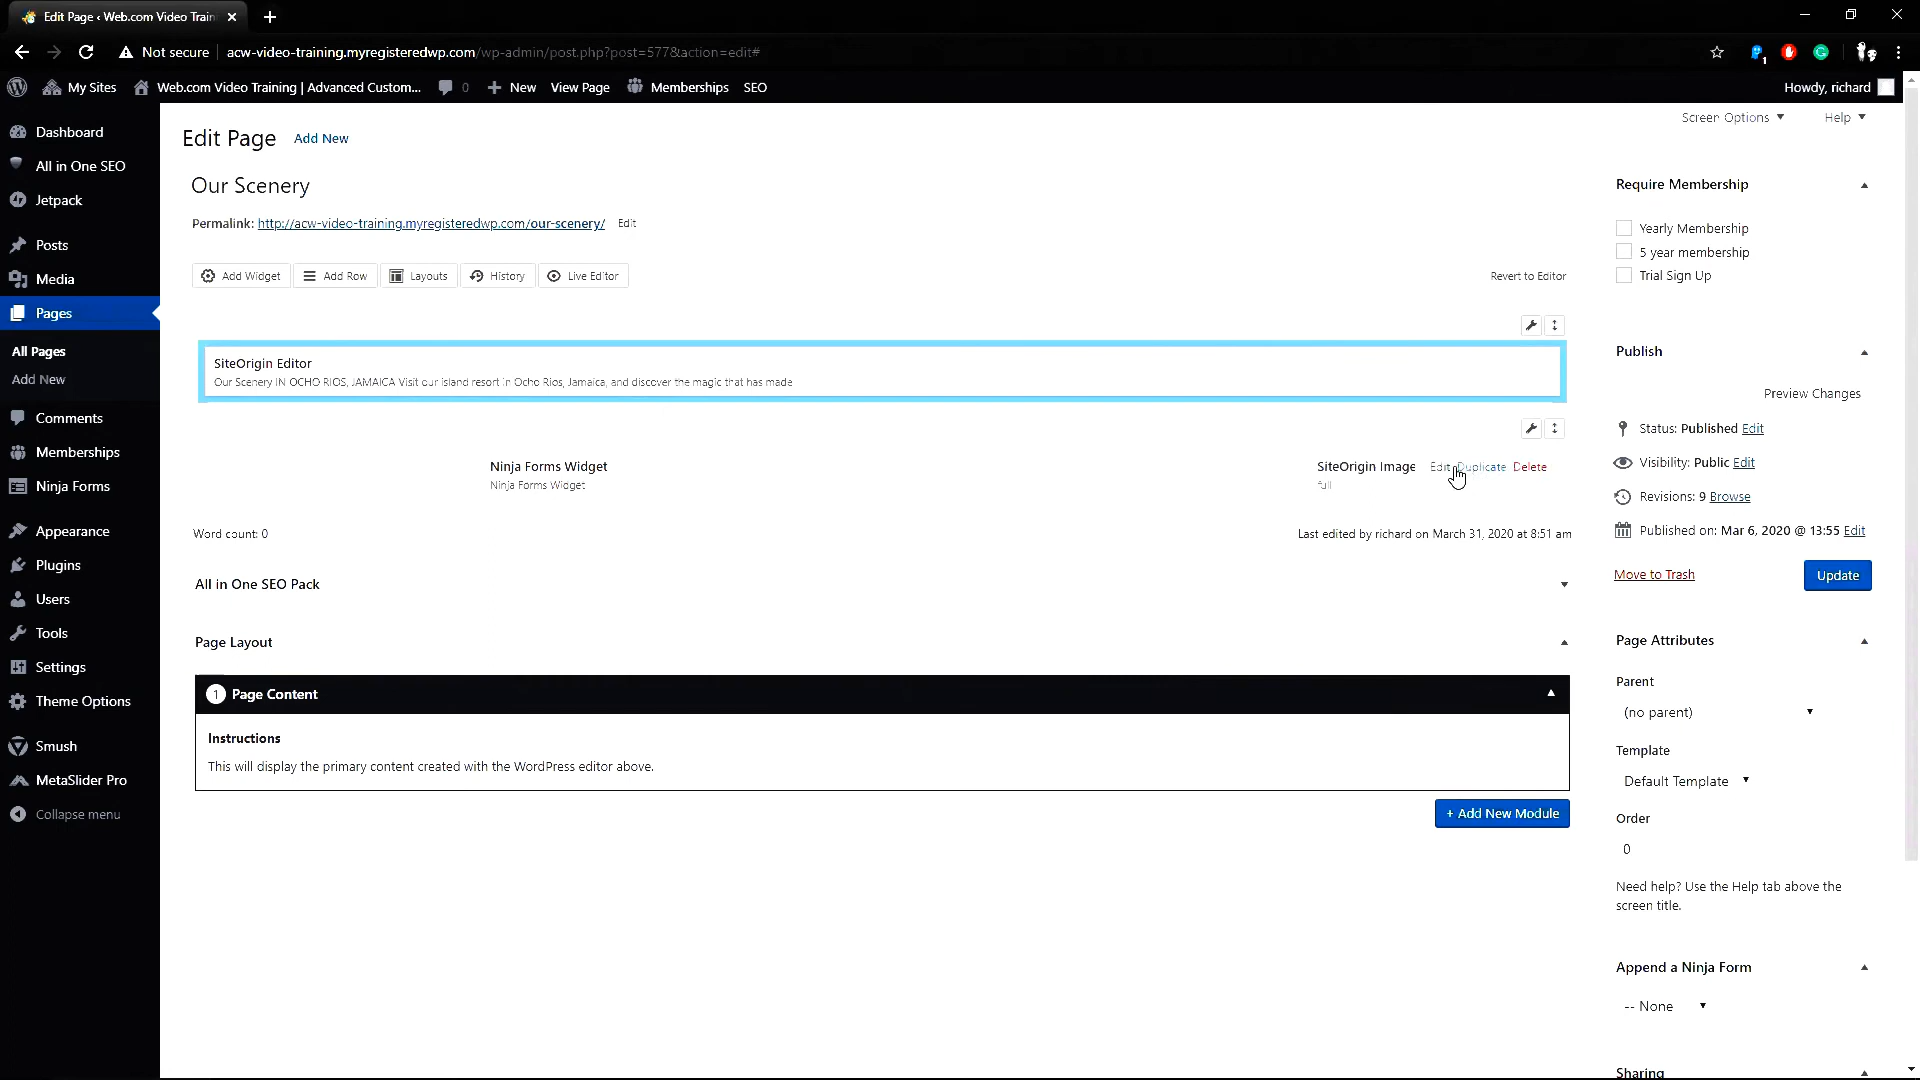 Edit Page ‹ Web.com Video Train
Not secure
acw-video-training.myregisteredwp.com/wp-admin/post.php?post=577&action=edit#
1
My Sites
Web.com Video Training | Advanced Custom...
0
New
View Page
Memberships
SEO
Howdy, richard
Screen Options
Help
Dashboard
All in One SEO
Jetpack
Posts
Media
Pages
All Pages
Add New
Comments
Memberships
Ninja Forms
Appearance
Plugins
Users
Tools
Settings
Theme Options
Smush
MetaSlider Pro
Collapse menu
Edit Page
Add New
Our Scenery
Permalink: http://acw-video-training.myregisteredwp.com/our-scenery/ Edit
Add Widget
Add Row
Layouts
History
Live Editor
Revert to Editor
SiteOrigin Editor
Our Scenery IN OCHO RIOS, JAMAICA Visit our island resort in Ocho Rios, Jamaica, and discover the magic that has made
Ninja Forms Widget
Ninja Forms Widget
SiteOrigin Image
Edit Duplicate Delete
full
Word count: 0
Last edited by richard on March 31, 2020 at 8:51 am
All in One SEO Pack
Page Layout
1 Page Content
Instructions
This will display the primary content created with the WordPress editor above.
+ Add New Module
Require Membership
Yearly Membership
5 year membership
Trial Sign Up
Publish
Preview Changes
Status: Published Edit
Visibility: Public Edit
Revisions: 9 Browse
Published on: Mar 6, 2020 @ 13:55 Edit
Move to Trash
Update
Page Attributes
Parent
(no parent)
Template
Default Template
Order
0
Need help? Use the Help tab above the
screen title.
Append a Ninja Form
-- None
Sharing